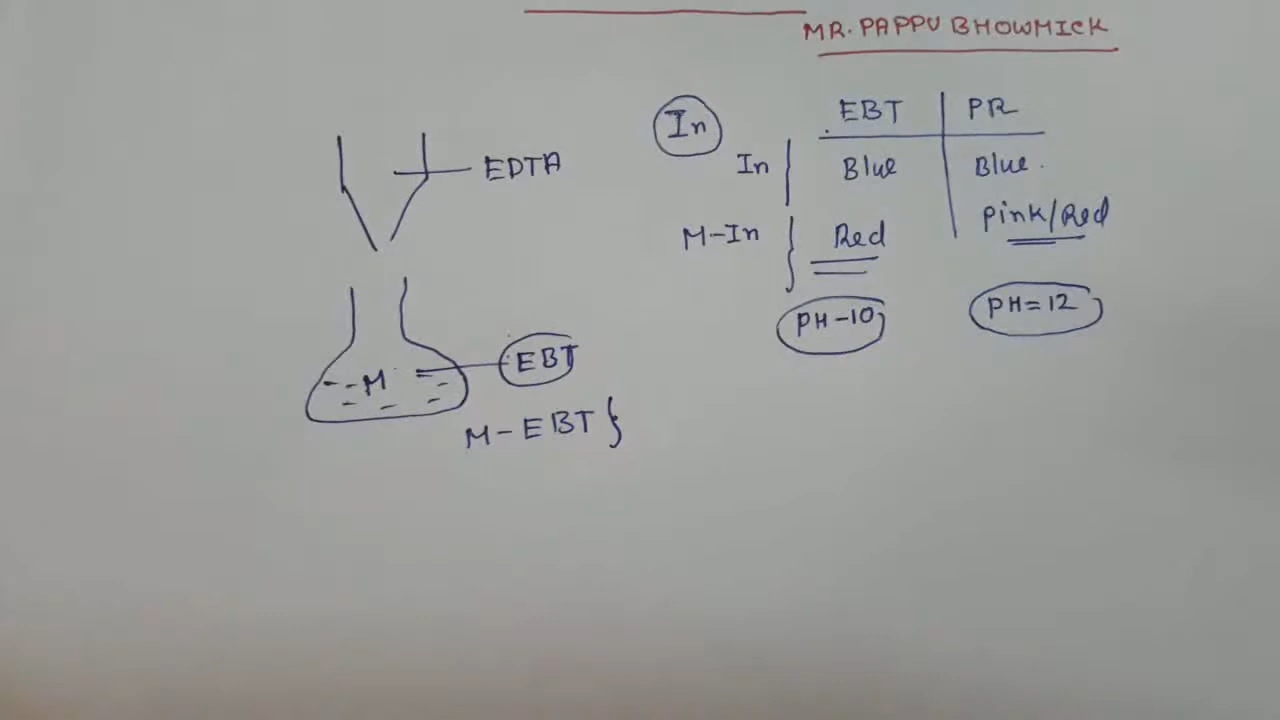 MR. PAPPU BHOWMICK
EDTA
M
EBT
M-EBT}
In
EBT PR
In Blue Blue
M-In Red Pink/Red
PH-10 PH=12